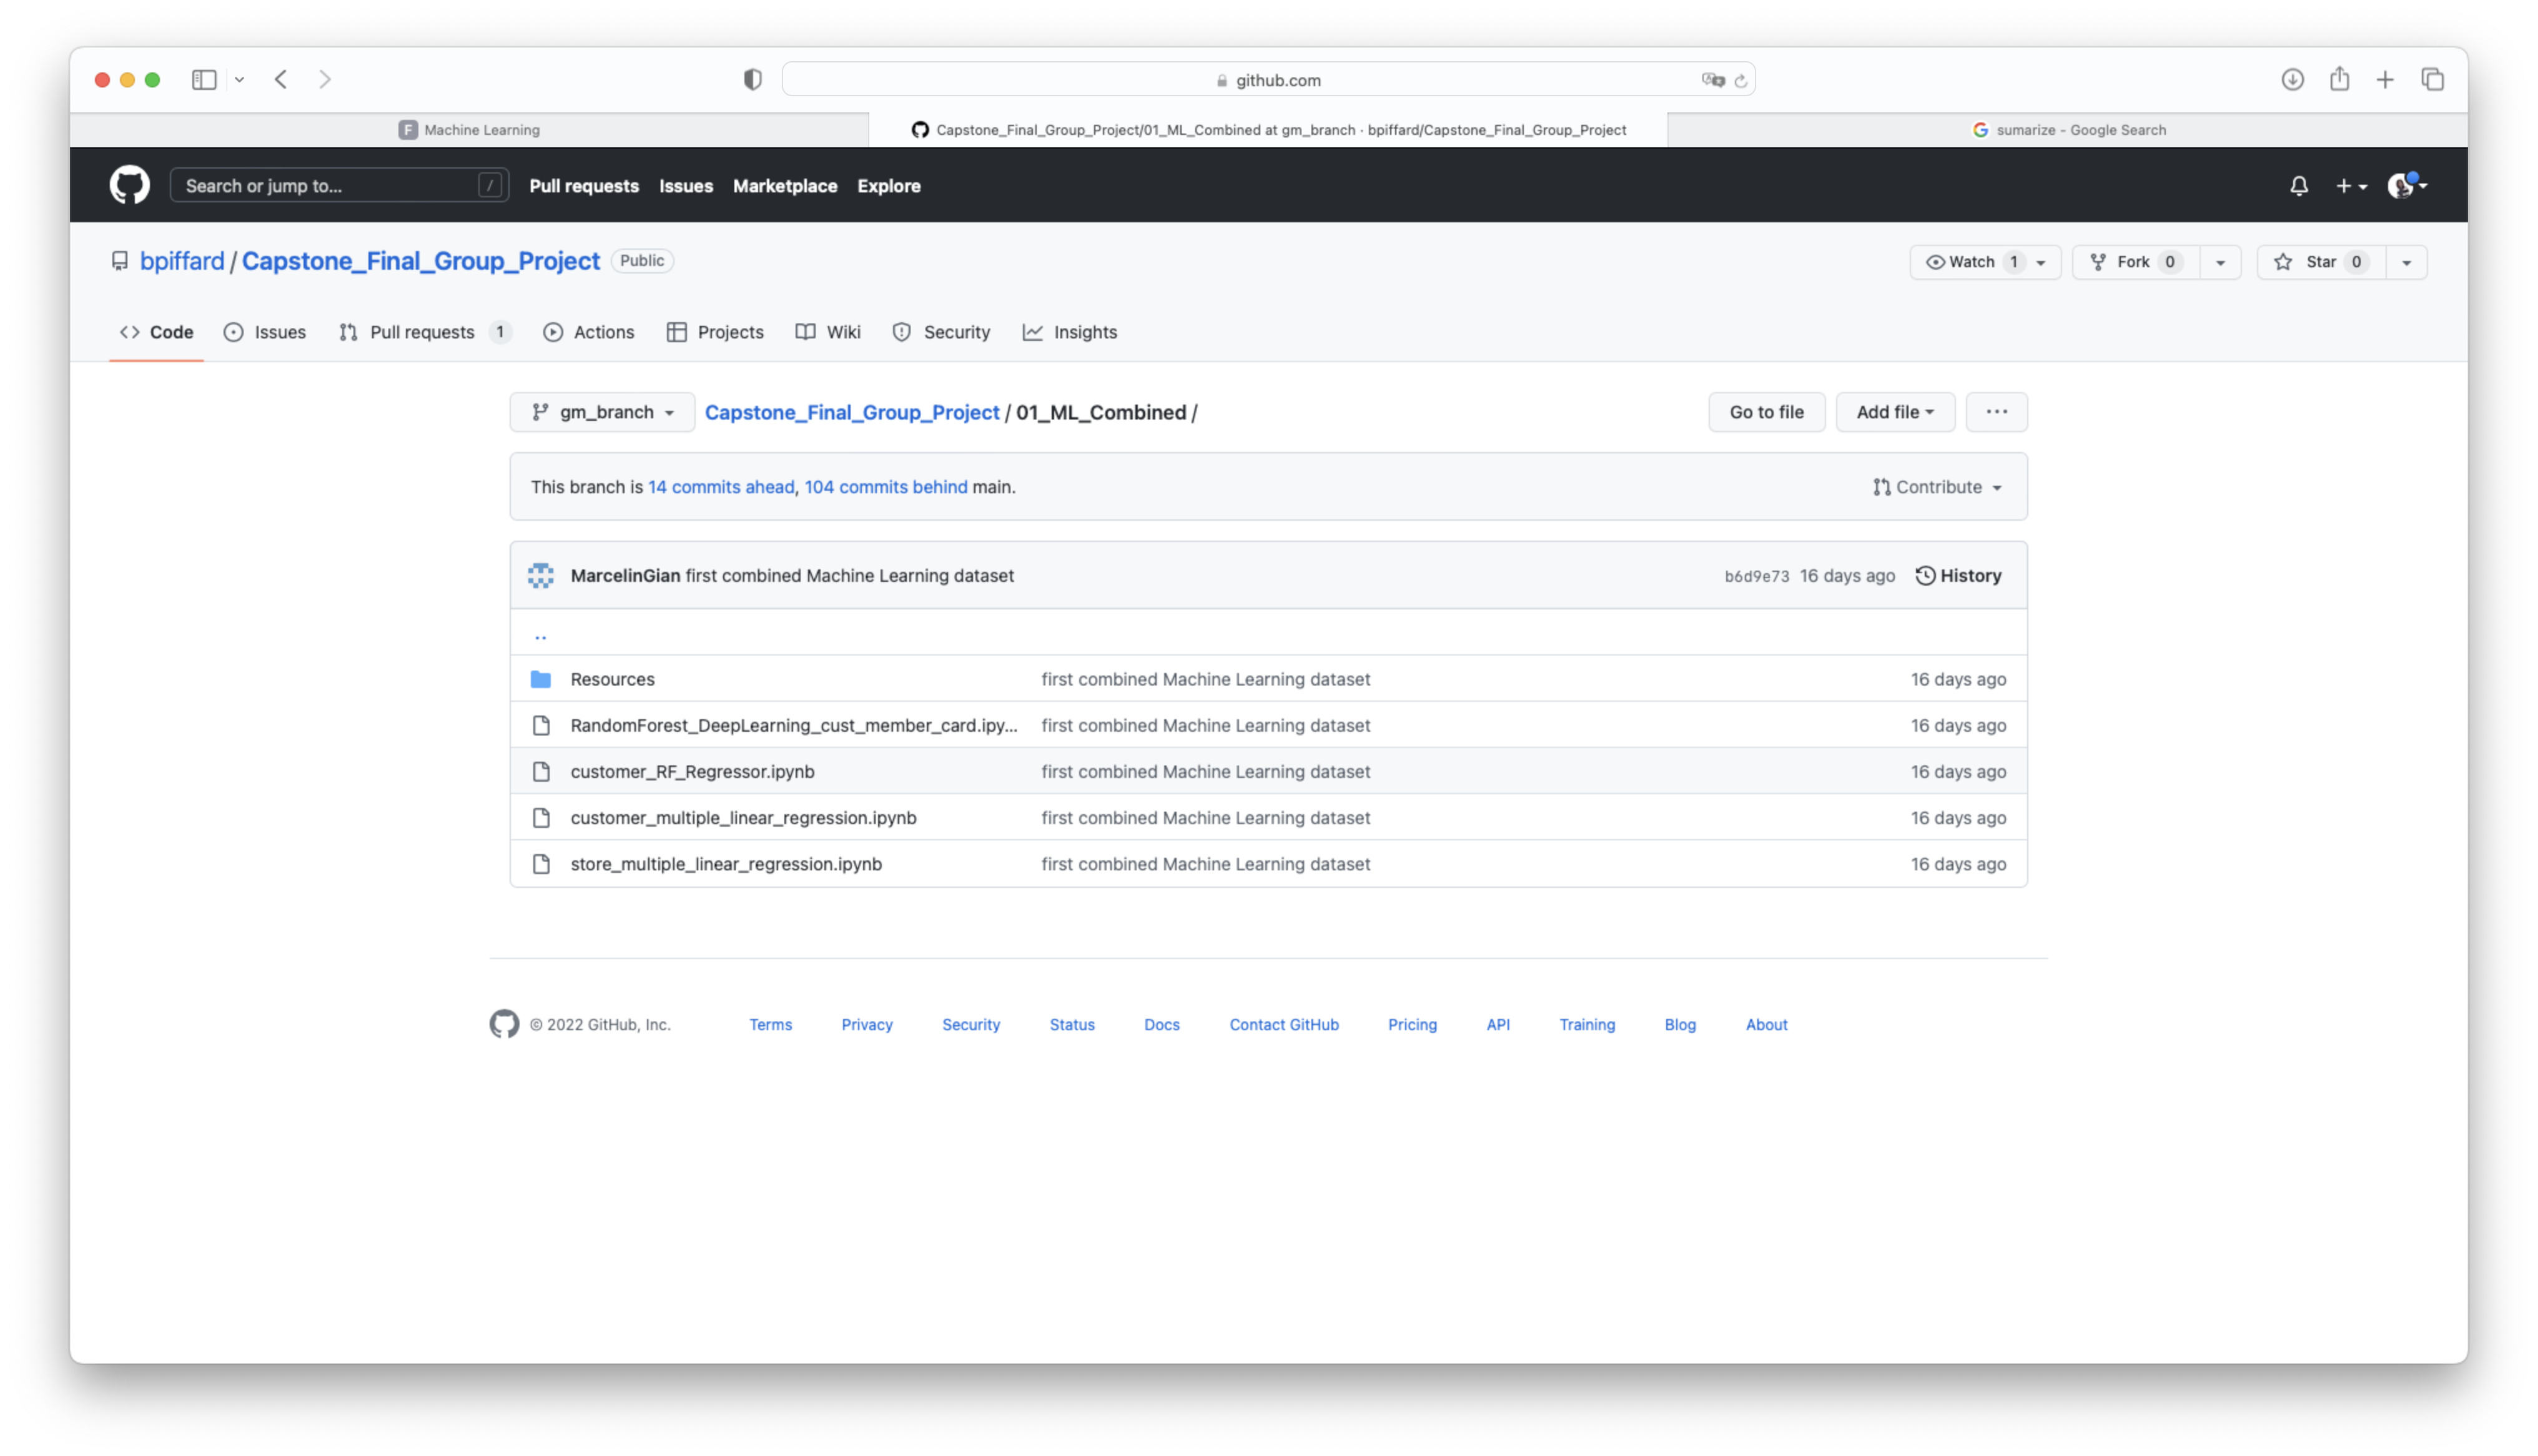 github.com
F Machine Learning
Capstone_Final_Group_Project/01_ML_Combined at gm_branch · bpiffard/Capstone_Final_Group_Project
sumarize - Google Search
Search or jump to... /
Pull requests Issues Marketplace Explore
bpiffard / Capstone_Final_Group_Project Public
Watch 1 Fork 0 Star 0
Code Issues Pull requests 1 Actions Projects Wiki Security Insights
gm_branch Capstone_Final_Group_Project / 01_ML_Combined /
Go to file Add file ...
This branch is 14 commits ahead, 104 commits behind main.
Contribute
MarcelinGian first combined Machine Learning dataset b6d9e73 16 days ago History
..
Resources first combined Machine Learning dataset 16 days ago
RandomForest_DeepLearning_cust_member_card.ipy... first combined Machine Learning dataset 16 days ago
customer_RF_Regressor.ipynb first combined Machine Learning dataset 16 days ago
customer_multiple_linear_regression.ipynb first combined Machine Learning dataset 16 days ago
store_multiple_linear_regression.ipynb first combined Machine Learning dataset 16 days ago
© 2022 GitHub, Inc. Terms Privacy Security Status Docs Contact GitHub Pricing API Training Blog About